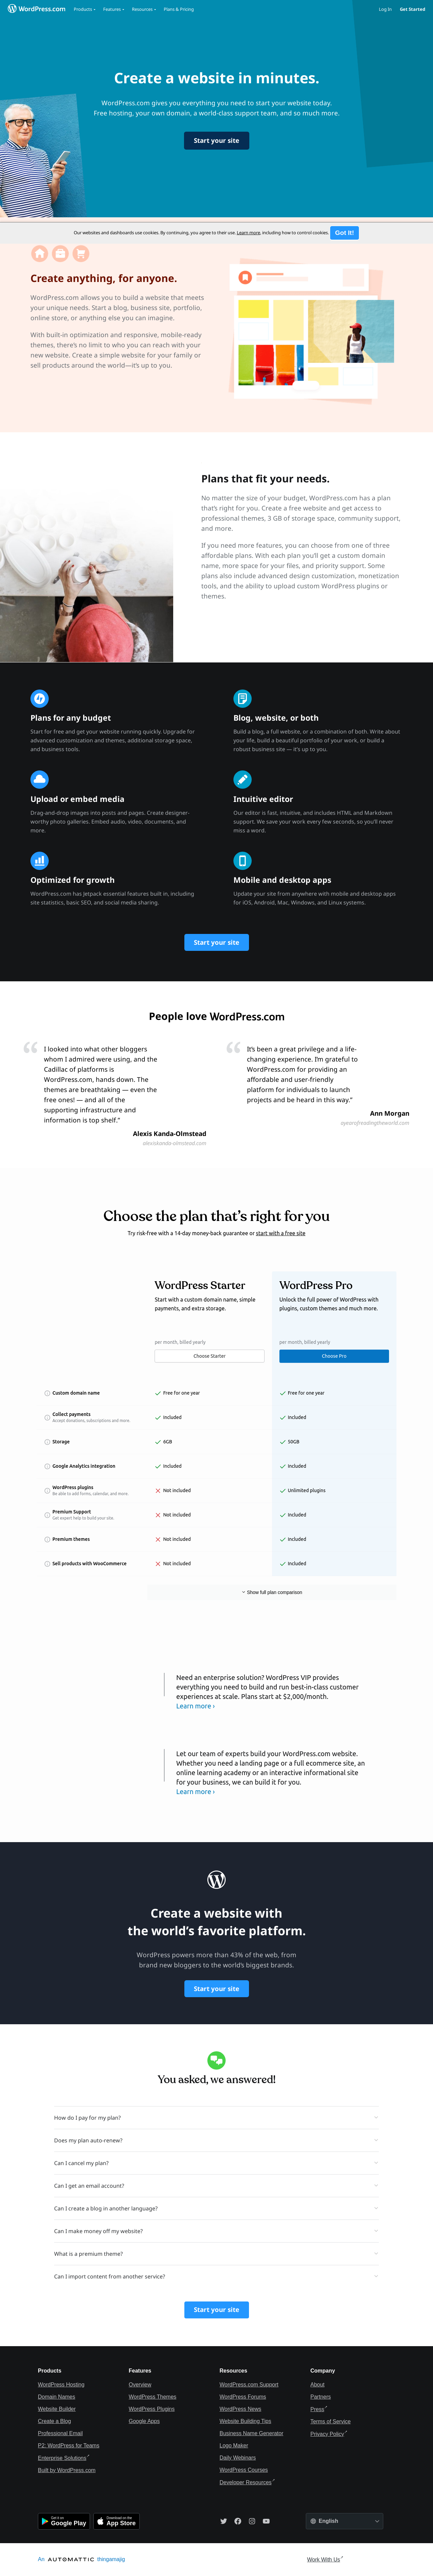 WordPress.com
Products
Features
Resources
Plans & Pricing
Log In
Get Started
Create a website in minutes.
WordPress.com gives you everything you need to start your website today.
Free hosting, your own domain, a world-class support team, and so much more.
Start your site
Our websites and dashboards use cookies. By continuing, you agree to their use. Learn more, including how to control cookies.
Got It!
Create anything, for anyone.
WordPress.com allows you to build a website that meets
your unique needs. Start a blog, business site, portfolio,
online store, or anything else you can imagine.
With built-in optimization and responsive, mobile-ready
themes, there's no limit to who you can reach with your
new website. Create a simple website for your family or
sell products around the world—it's up to you.
Plans that fit your needs.
No matter the size of your budget, WordPress.com has a plan
that's right for you. Create a free website and get access to
professional themes, 3 GB of storage space, community support,
and more.
If you need more features, you can choose from one of three
affordable plans. With each plan you'll get a custom domain
name, more space for your files, and priority support. Some
plans also include advanced design customization, monetization
tools, and the ability to upload custom WordPress plugins or
themes.
Plans for any budget
Start for free and get your website running quickly. Upgrade for
advanced customization and themes, additional storage space,
and business tools.
Blog, website, or both
Build a blog, a full website, or a combination of both. Write about
your life, build a beautiful portfolio of your work, or build a
robust business site — it's up to you.
Upload or embed media
Drag-and-drop images into posts and pages. Create designer-
worthy photo galleries. Embed audio, video, documents, and
more.
Intuitive editor
Our editor is fast, intuitive, and includes HTML and Markdown
support. We save your work every few seconds, so you'll never
miss a word.
Optimized for growth
WordPress.com has Jetpack essential features built in, including
site statistics, basic SEO, and social media sharing.
Mobile and desktop apps
Update your site from anywhere with mobile and desktop apps
for iOS, Android, Mac, Windows, and Linux systems.
Start your site
People love WordPress.com
I looked into what other bloggers
whom I admired were using, and the
Cadillac of platforms is
WordPress.com, hands down. The
themes are breathtaking — even the
free ones! — and all of the
supporting infrastructure and
information is top self."
Alexis Kanda-Olmstead
alexiskanda-olmstead.com
It's been a great privilege and a life-
changing experience. I'm grateful to
WordPress.com for providing an
affordable and user-friendly
platform for individuals to launch
projects and be heard in this way."
Ann Morgan
ayearofreadingtheworld.com
Choose the plan that's right for you
Try risk-free with a 14-day money-back guarantee or start with a free site
WordPress Starter
Start with a custom domain name, simple
payments, and extra storage.
per month, billed yearly
Choose Starter
WordPress Pro
Unlock the full power of WordPress with
plugins, custom themes and much more.
per month, billed yearly
Choose Pro
Custom domain name
Free for one year
Free for one year
Collect payments
Accept donations, subscriptions and more.
Included
Included
Storage
6GB
50GB
Google Analytics integration
Included
Included
WordPress plugins
Be able to add forms, calendar, and more.
Not included
Unlimited plugins
Premium Support
Get expert help to build your site.
Not included
Included
Premium themes
Not included
Included
Sell products with WooCommerce
Not included
Included
Show full plan comparison
Need an enterprise solution? WordPress VIP provides
everything you need to build and run best-in-class customer
experiences at scale. Plans start at $2,000/month.
Learn more ›
Let our team of experts build your WordPress.com website.
Whether you need a landing page or a full ecommerce site, an
online learning academy or an interactive informational site
for your business, we can build it for you.
Learn more ›
Create a website with
the world's favorite platform.
WordPress powers more than 43% of the web, from
brand new bloggers to the world's biggest brands.
Start your site
You asked, we answered!
How do I pay for my plan?
Does my plan auto-renew?
Can I cancel my plan?
Can I get an email account?
Can I create a blog in another language?
Can I make money off my website?
What is a premium theme?
Can I import content from another service?
Start your site
Products
WordPress Hosting
Domain Names
Website Builder
Create a Blog
Professional Email
P2: WordPress for Teams
Enterprise Solutions
Built by WordPress.com
Features
Overview
WordPress Themes
WordPress Plugins
Google Apps
Resources
WordPress.com Support
WordPress Forums
WordPress News
Website Building Tips
Business Name Generator
Logo Maker
Daily Webinars
WordPress Courses
Developer Resources
Company
About
Partners
Press
Terms of Service
Privacy Policy
Get it on
Google Play
Download on the
App Store
English
An AUTOMATTIC thingamajig
Work With Us